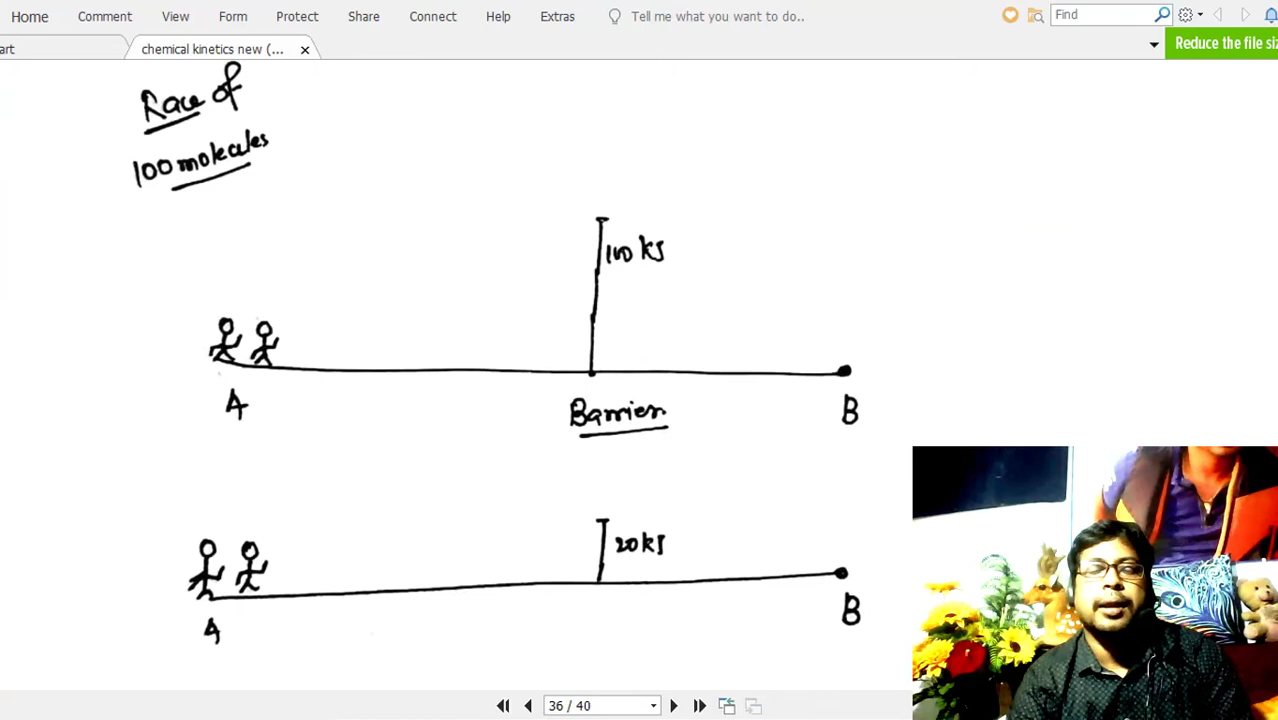 Home Comment View Form Protect Share Connect Help Extras Tell me what you want to do.. Find
art chemical kinetics new (... Reduce the file siz
Race of
100 molecules
100 kJ
A Barrier B
20 kJ
A B
36 / 40